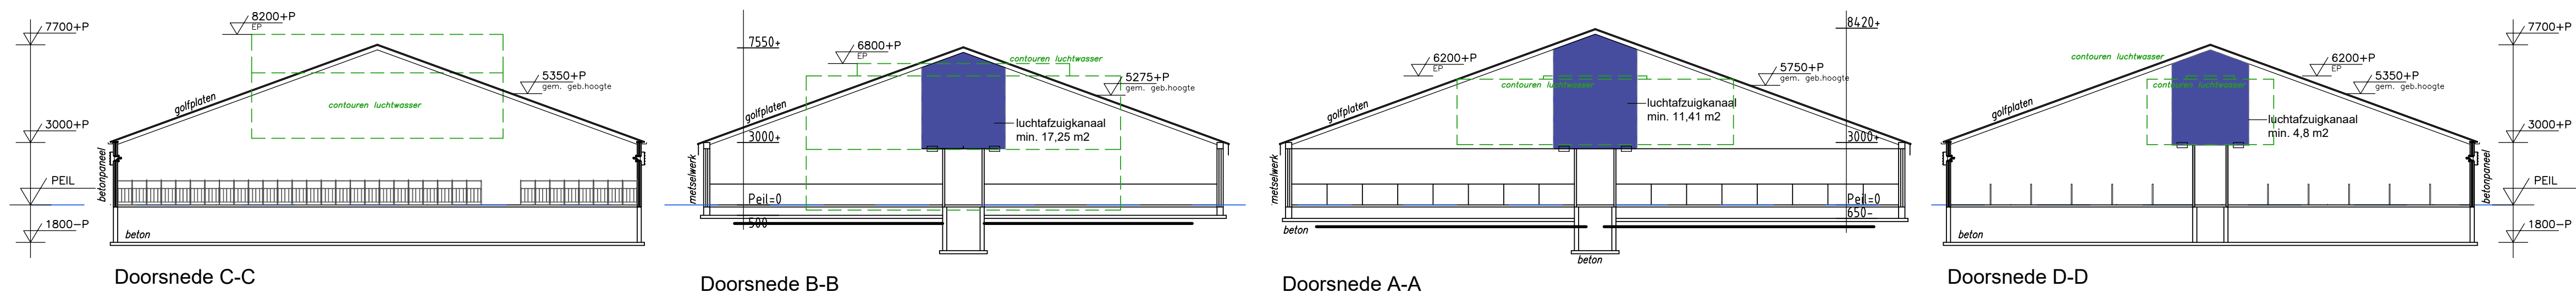 7700+P
3000+P
PEIL
1800-P
8200+P
EP
5350+P
gem. geb.hoogte
golfplaten
contouren luchtwasser
betonpaneel
beton
Doorsnede C-C
7550+
6800+P
EP
contouren luchtwasser
5275+P
gem. geb.hoogte
golfplaten
3000+
luchtafzuigkanaal
min. 17,25 m2
metselwerk
Peil=0
500-
Doorsnede B-B
8420+
6200+P
EP
5750+P
gem. geb.hoogte
contouren luchtwasser
golfplaten
luchtafzuigkanaal
min. 11,41 m2
3000+
metselwerk
Peil=0
650-
beton
beton
Doorsnede A-A
contouren luchtwasser
6200+P
EP
5350+P
gem. geb.hoogte
contouren luchtwasser
golfplaten
luchtafzuigkanaal
min. 4,8 m2
betonpaneel
beton
Doorsnede D-D
7700+P
3000+P
PEIL
1800-P